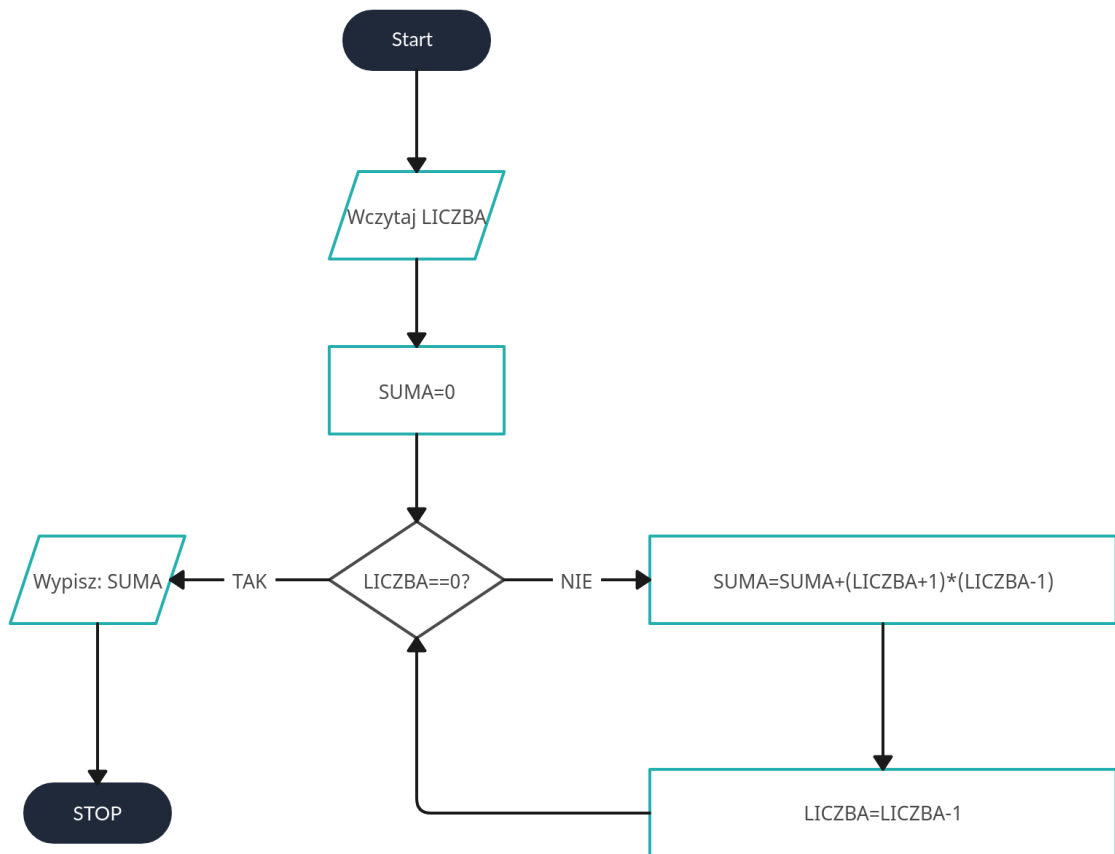 Start
Wczytaj LICZBA
SUMA=0
LICZBA==0?
TAK
Wypisz: SUMA
STOP
NIE
SUMA=SUMA+(LICZBA+1)*(LICZBA-1)
LICZBA=LICZBA-1